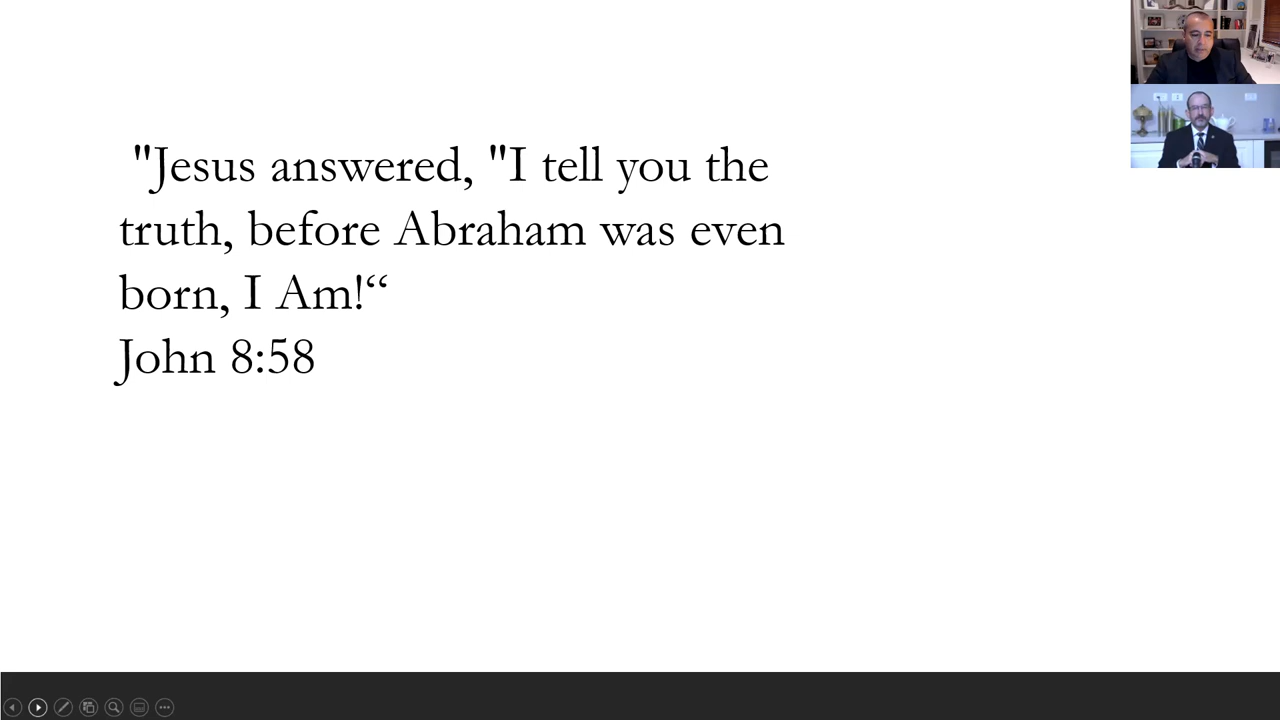 "Jesus answered, "I tell you the
truth, before Abraham was even
born, I Am!“
John 8:58